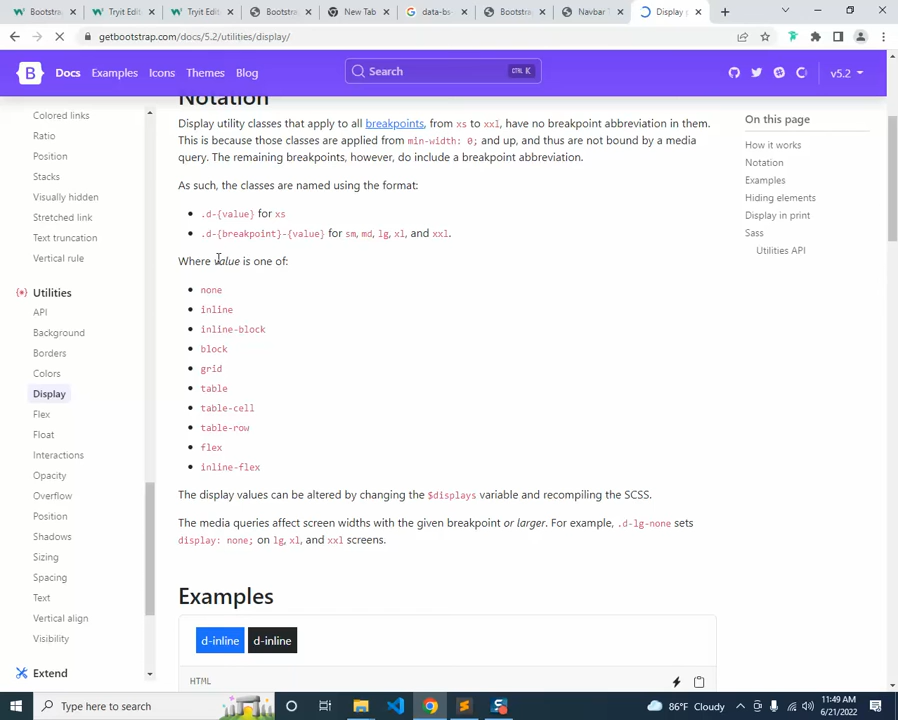 Bootstra
Tryit Edit
Tryit Edit
Bootstra
New Tab
data-bs-
Bootstra
Navbar
Display
getbootstrap.com/docs/5.2/utilities/display/
B
Docs
Examples
Icons
Themes
Blog
Search
CTRL K
v5.2
Colored links
Ratio
Position
Stacks
Visually hidden
Stretched link
Text truncation
Vertical rule
Utilities
API
Background
Borders
Colors
Display
Flex
Float
Interactions
Opacity
Overflow
Position
Shadows
Sizing
Spacing
Text
Vertical align
Visibility
Extend
Notation
Display utility classes that apply to all breakpoints, from xs to xxl, have no breakpoint abbreviation in them.
This is because those classes are applied from min-width: 0; and up, and thus are not bound by a media
query. The remaining breakpoints, however, do include a breakpoint abbreviation.
As such, the classes are named using the format:
.d-{value} for xs
.d-{breakpoint}-{value} for sm, md, lg, xl, and xxl.
Where value is one of:
none
inline
inline-block
block
grid
table
table-cell
table-row
flex
inline-flex
The display values can be altered by changing the $displays variable and recompiling the SCSS.
The media queries affect screen widths with the given breakpoint or larger. For example, .d-lg-none sets
display: none; on lg, xl, and xxl screens.
Examples
d-inline
d-inline
HTML
On this page
How it works
Notation
Examples
Hiding elements
Display in print
Sass
Utilities API
Type here to search
86°F Cloudy
11:49 AM
6/21/2022